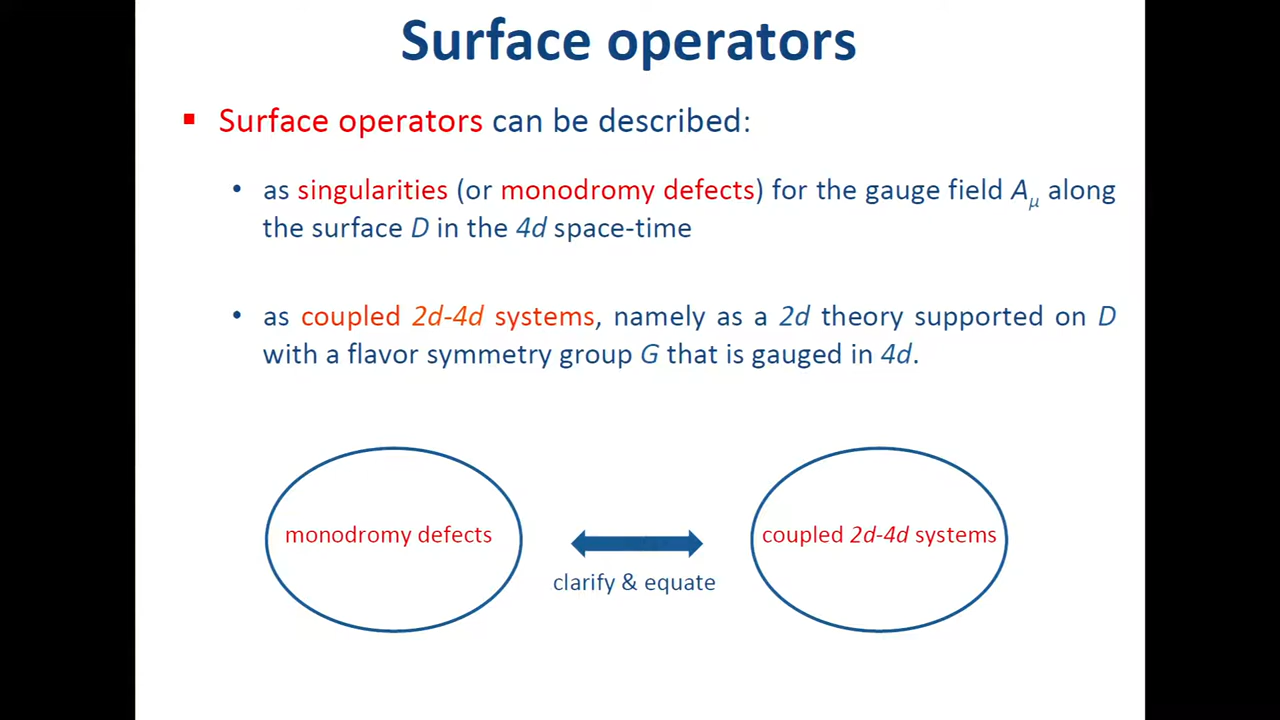 Surface operators
▪ Surface operators can be described:
• as singularities (or monodromy defects) for the gauge field Aμ along
the surface D in the 4d space-time
• as coupled 2d-4d systems, namely as a 2d theory supported on D
with a flavor symmetry group G that is gauged in 4d.
monodromy defects
coupled 2d-4d systems
clarify & equate